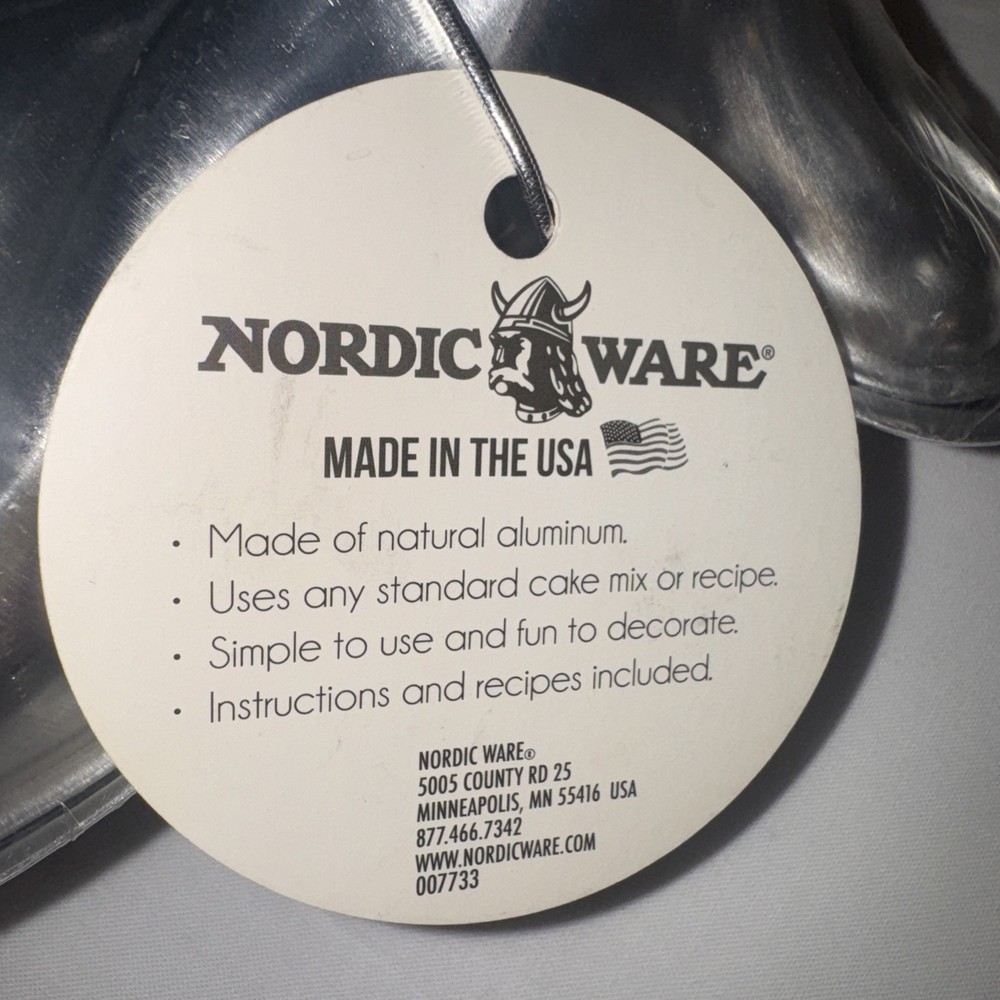 NORDIC WARE®
MADE IN THE USA
· Made of natural aluminum.
· Uses any standard cake mix or recipe.
· Simple to use and fun to decorate.
· Instructions and recipes included.
NORDIC WARE®
5005 COUNTY RD 25
MINNEAPOLIS, MN 55416 USA
877.466.7342
WWW.NORDICWARE.COM
007733